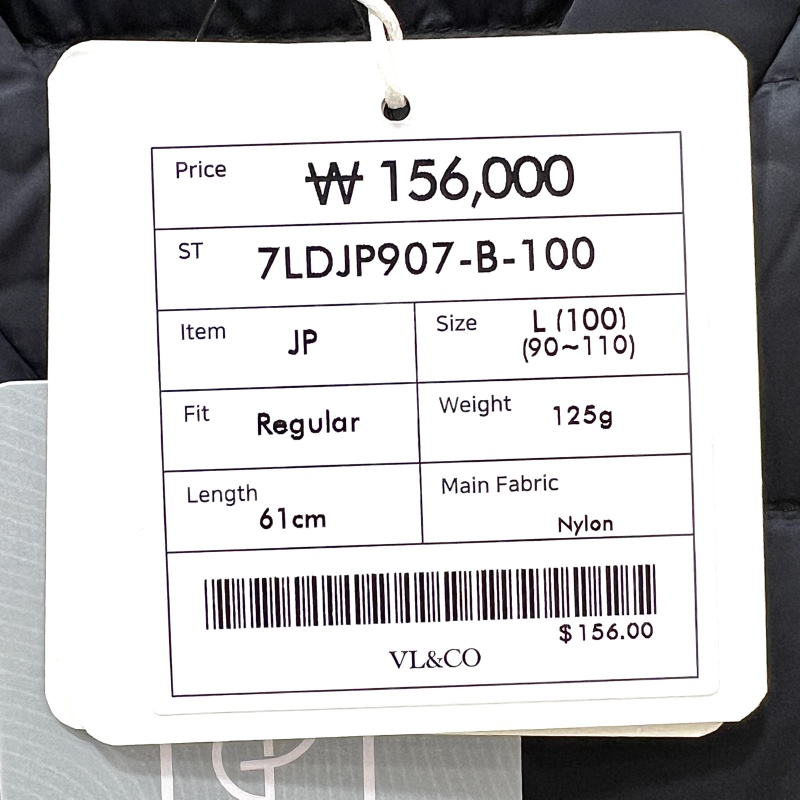 Price ₩ 156,000
ST 7LDJP907-B-100
Item JP
Size L (100)
(90~110)
Fit Regular
Weight 125g
Length 61cm
Main Fabric
Nylon
$156.00
VL&CO